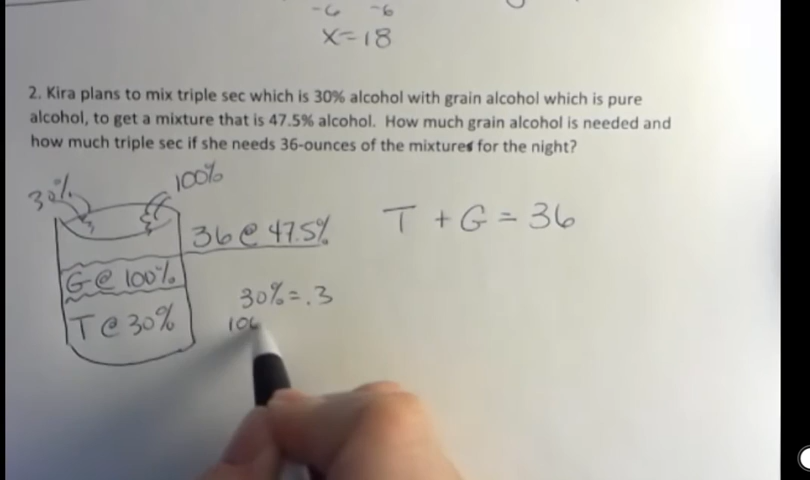 -6 -6
x=18
2. Kira plans to mix triple sec which is 30% alcohol with grain alcohol which is pure
alcohol, to get a mixture that is 47.5% alcohol. How much grain alcohol is needed and
how much triple sec if she needs 36-ounces of the mixtures for the night?
30% 100%
36 @ 47.5% T + G = 36
G @ 100%
30% = .3
T @ 30% 100